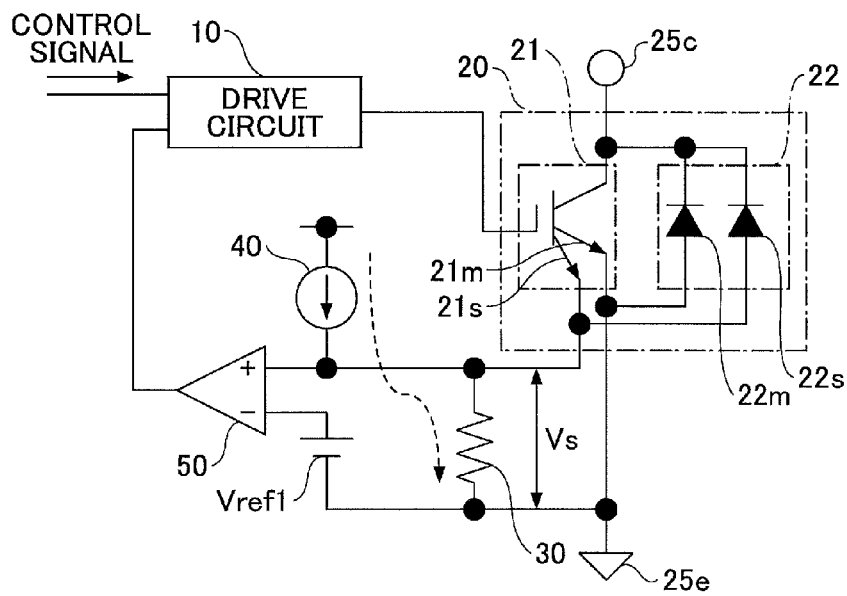 CONTROL
SIGNAL
10
DRIVE
CIRCUIT
20
21
25c
22
40
21m
21s
22m
22s
+
−
50
Vref1
Vs
30
25e